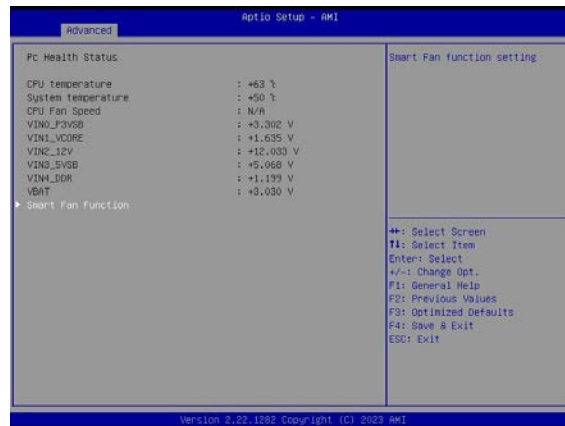 Aptio Setup - AMI
Advanced
Pc Health Status
Smart Fan function setting
CPU temperature : +63 ℃
System temperature : +50 ℃
CPU Fan Speed : N/A
VIN0_P3VSB : +3.302 V
VIN1_VCORE : +1.635 V
VIN2_12V : +12.033 V
VIN3_5VSB : +5.068 V
VIN4_DDR : +1.199 V
VBAT : +3.030 V
Smart Fan Function
→←: Select Screen
↑↓: Select Item
Enter: Select
+/-: Change Opt.
F1: General Help
F2: Previous Values
F3: Optimized Defaults
F4: Save & Exit
ESC: Exit
Version 2.22.1282 Copyright (C) 2023 AMI